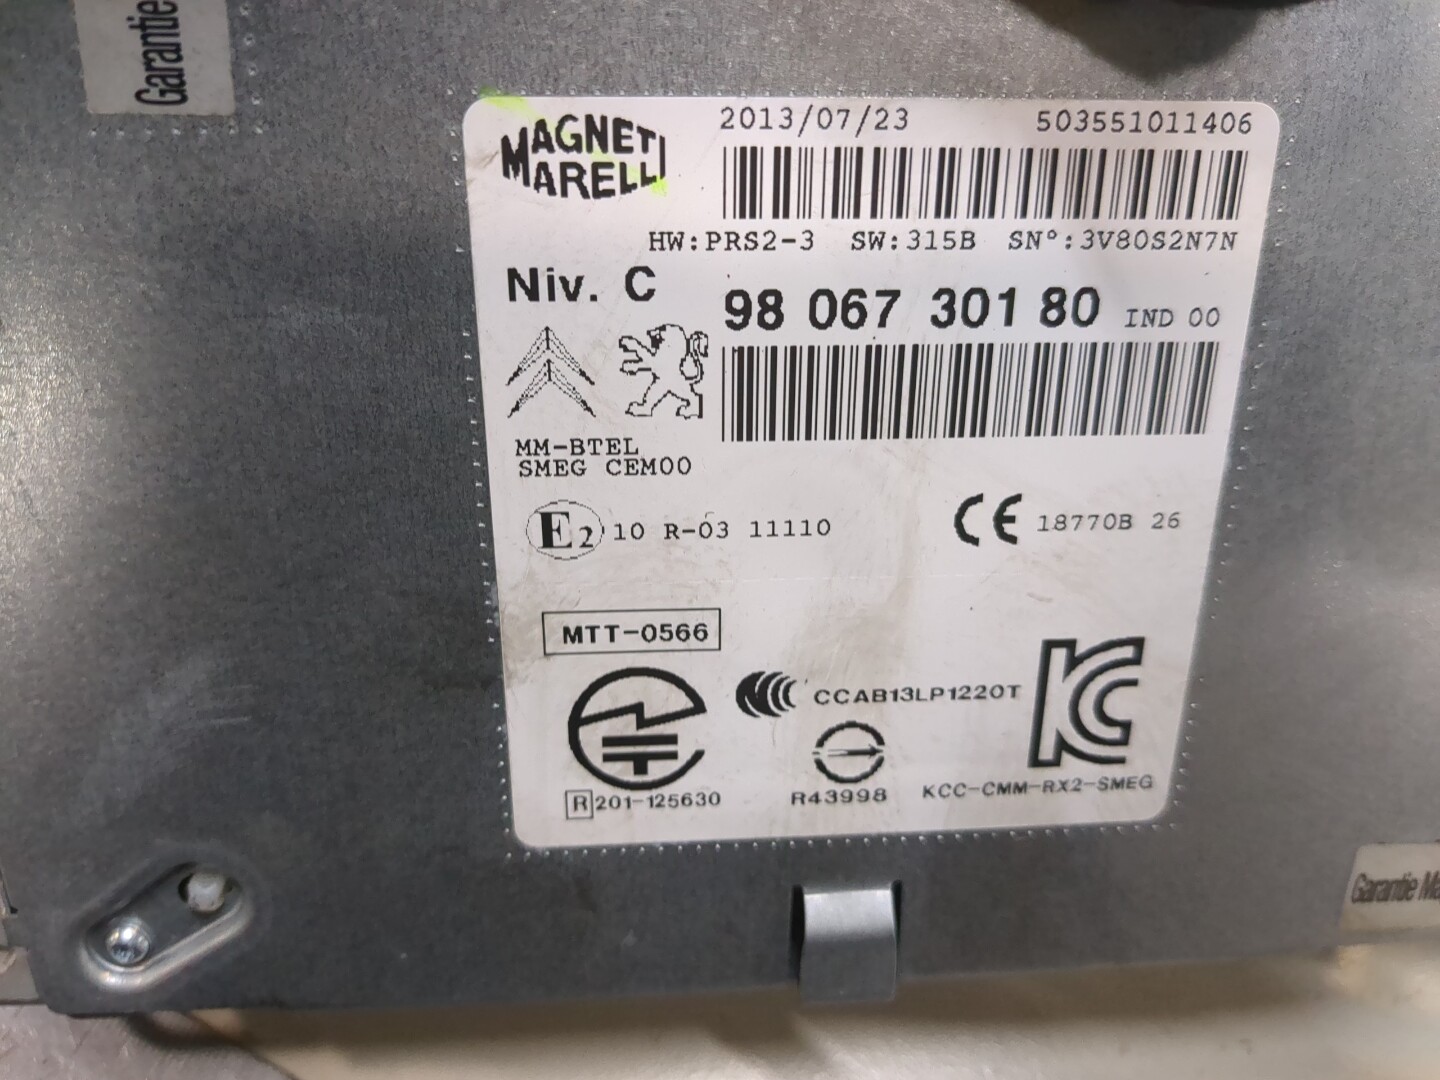 Garantie
MAGNETI
MARELLI
2013/07/23 503551011406
HW:PRS2-3 SW:315B SN°:3V80S2N7N
Niv. C
98 067 301 80 IND 00
MM-BTEL
SMEG CEM00
E2 10 R-03 11110
CE 18770B 26
MTT-0566
CCAB13LP1220T
R 201-125630
R43998
KCC-CMM-RX2-SMEG
Garantie